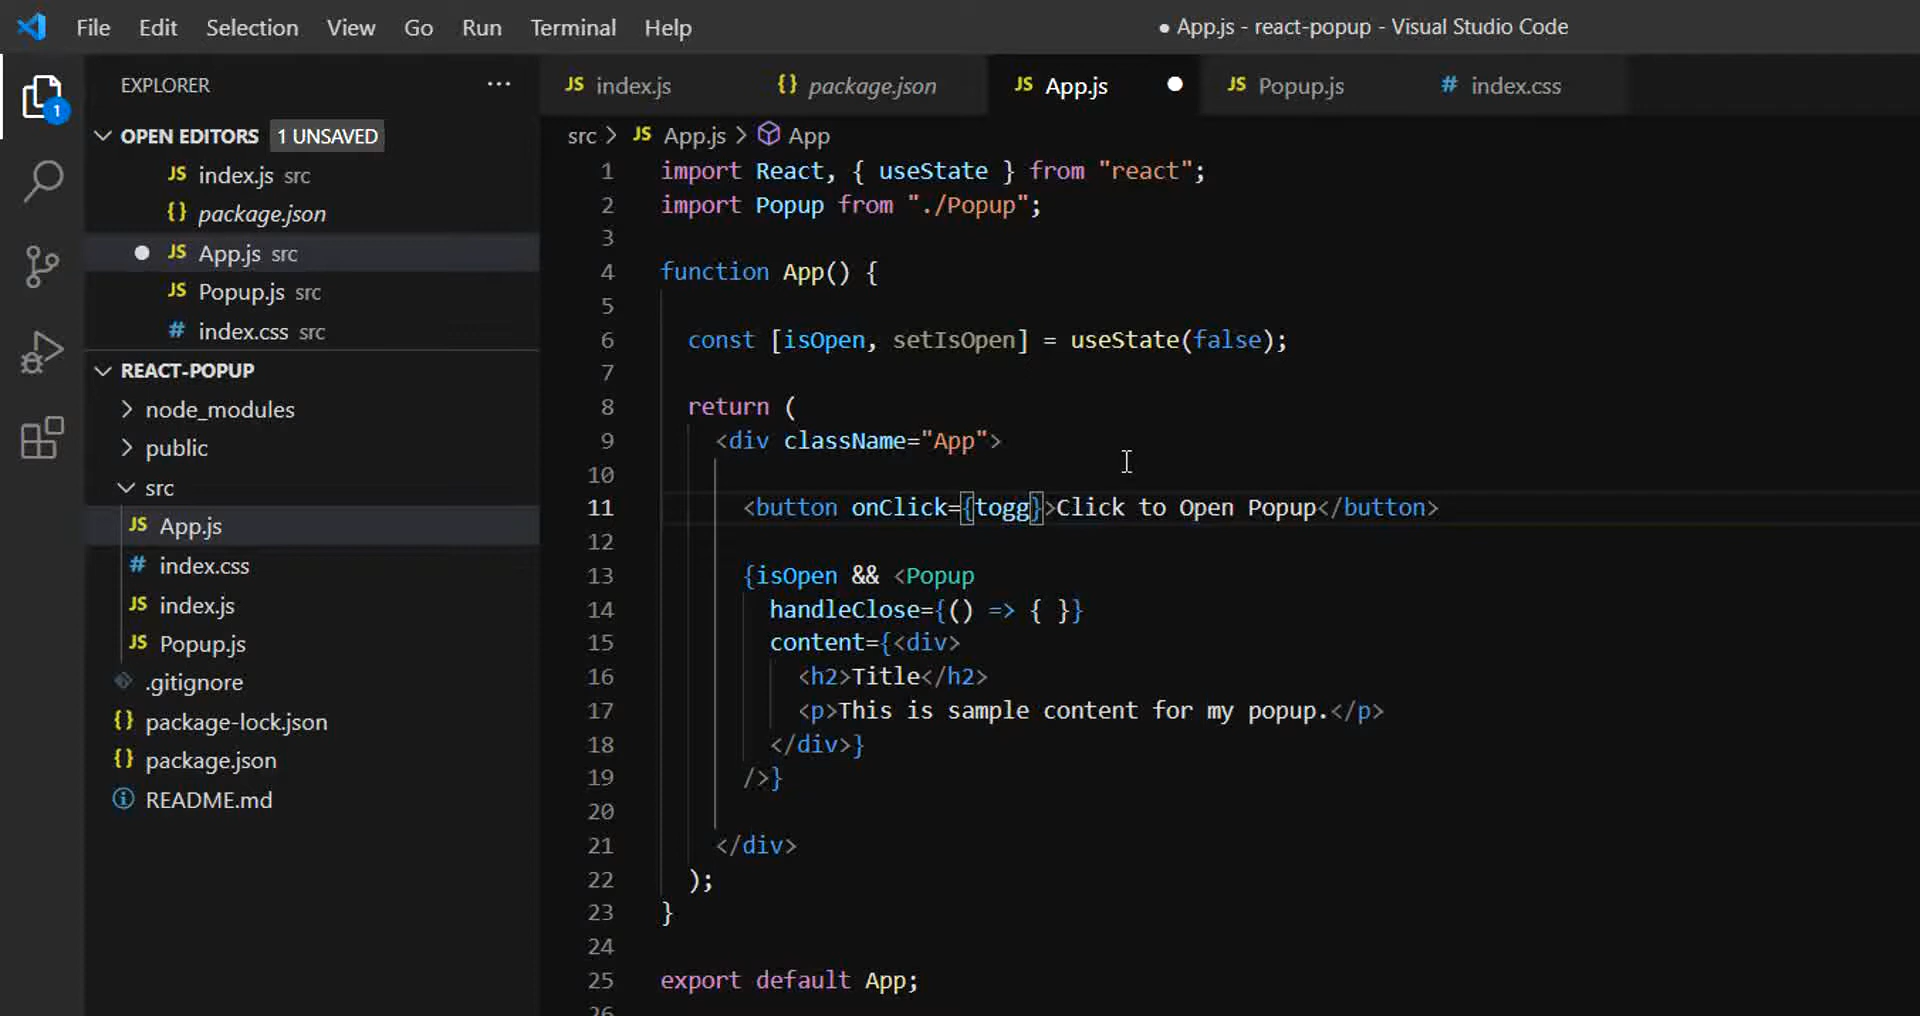 File Edit Selection View Go Run Terminal Help
● App.js - react-popup - Visual Studio Code
1
EXPLORER ...
OPEN EDITORS 1 UNSAVED
JS index.js src
{} package.json
● JS App.js src
JS Popup.js src
# index.css src
REACT-POPUP
node_modules
public
src
JS App.js
# index.css
JS index.js
JS Popup.js
.gitignore
{} package-lock.json
{} package.json
README.md
JS index.js {} package.json JS App.js ● JS Popup.js # index.css
src > JS App.js > App
1 import React, { useState } from "react";
2 import Popup from "./Popup";
3
4 function App() {
5
6 const [isOpen, setIsOpen] = useState(false);
7
8 return (
9 <div className="App">
10
11 <button onClick={togg}>Click to Open Popup</button>
12
13 {isOpen && <Popup
14 handleClose={() => { }}
15 content={<div>
16 <h2>Title</h2>
17 <p>This is sample content for my popup.</p>
18 </div>}
19 />}
20
21 </div>
22 );
23 }
24
25 export default App;
26